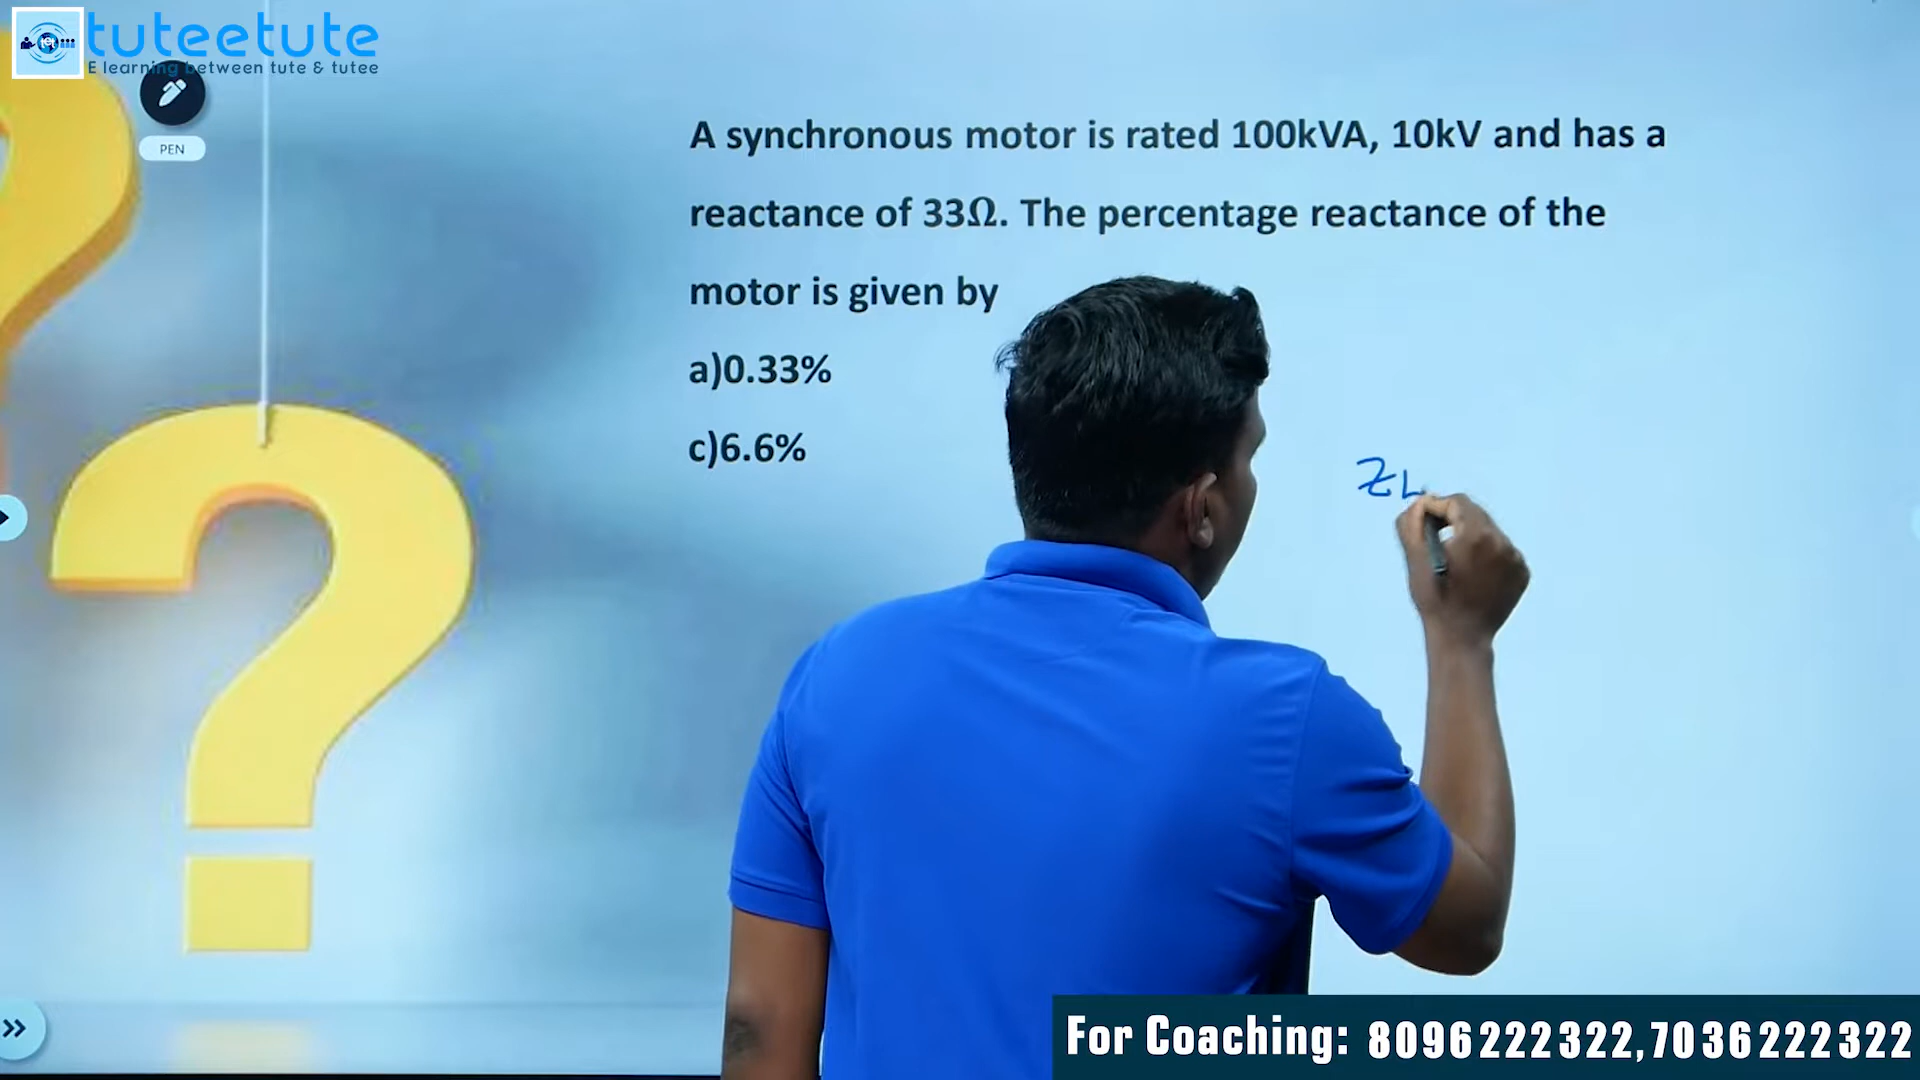 tuteetute
E learning between tute & tutee
PEN
A synchronous motor is rated 100kVA, 10kV and has a
reactance of 33Ω. The percentage reactance of the
motor is given by
a)0.33%
c)6.6%
For Coaching: 8096222322,7036222322